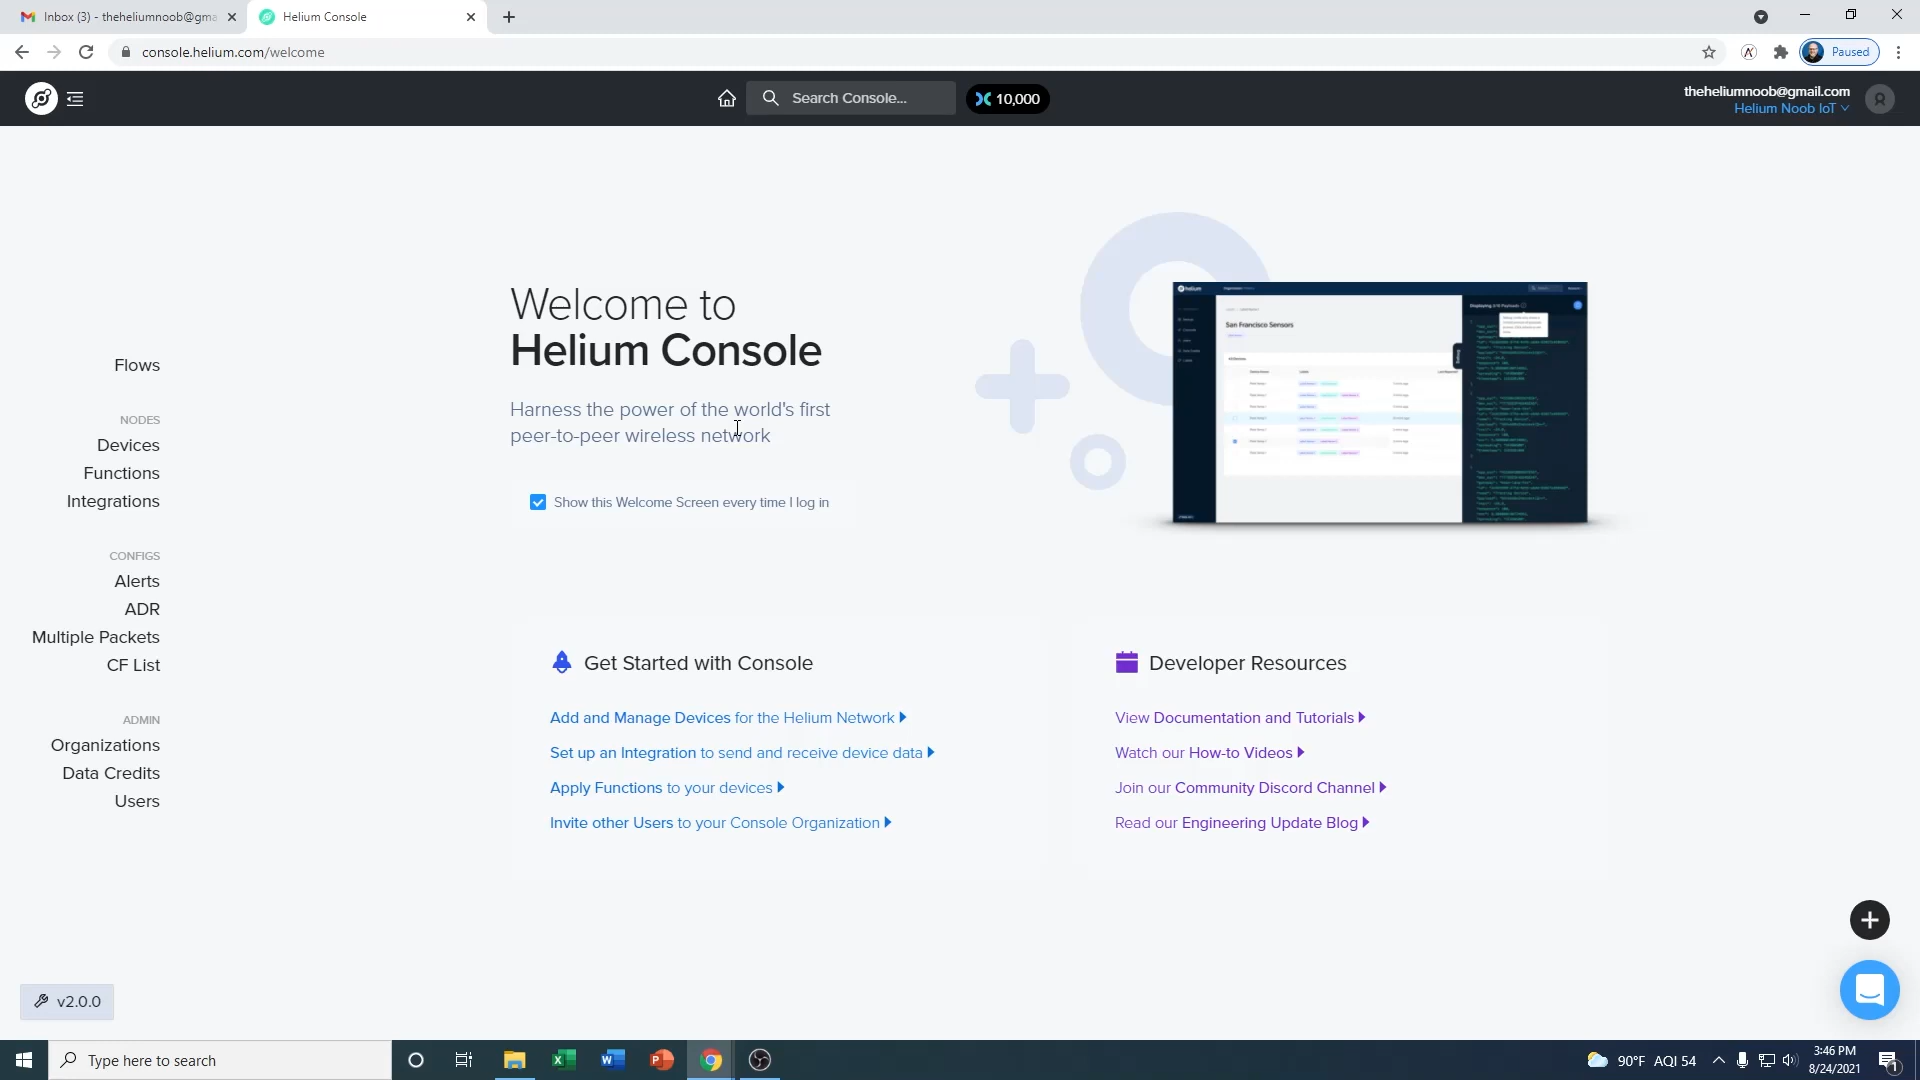 Inbox (3) - theheliumnoob@gma
Helium Console
console.helium.com/welcome
Paused
Search Console...
10,000
theheliumnoob@gmail.com
Helium Noob IoT
Welcome to
Helium Console
Harness the power of the world's first
peer-to-peer wireless network
Show this Welcome Screen every time I log in
San Francisco Sensors
Flows
NODES
Devices
Functions
Integrations
CONFIGS
Alerts
ADR
Multiple Packets
CF List
ADMIN
Organizations
Data Credits
Users
Get Started with Console
Add and Manage Devices for the Helium Network
Set up an Integration to send and receive device data
Apply Functions to your devices
Invite other Users to your Console Organization
Developer Resources
View Documentation and Tutorials
Watch our How-to Videos
Join our Community Discord Channel
Read our Engineering Update Blog
v2.0.0
Type here to search
90°F AQI 54
3:46 PM
8/24/2021
1